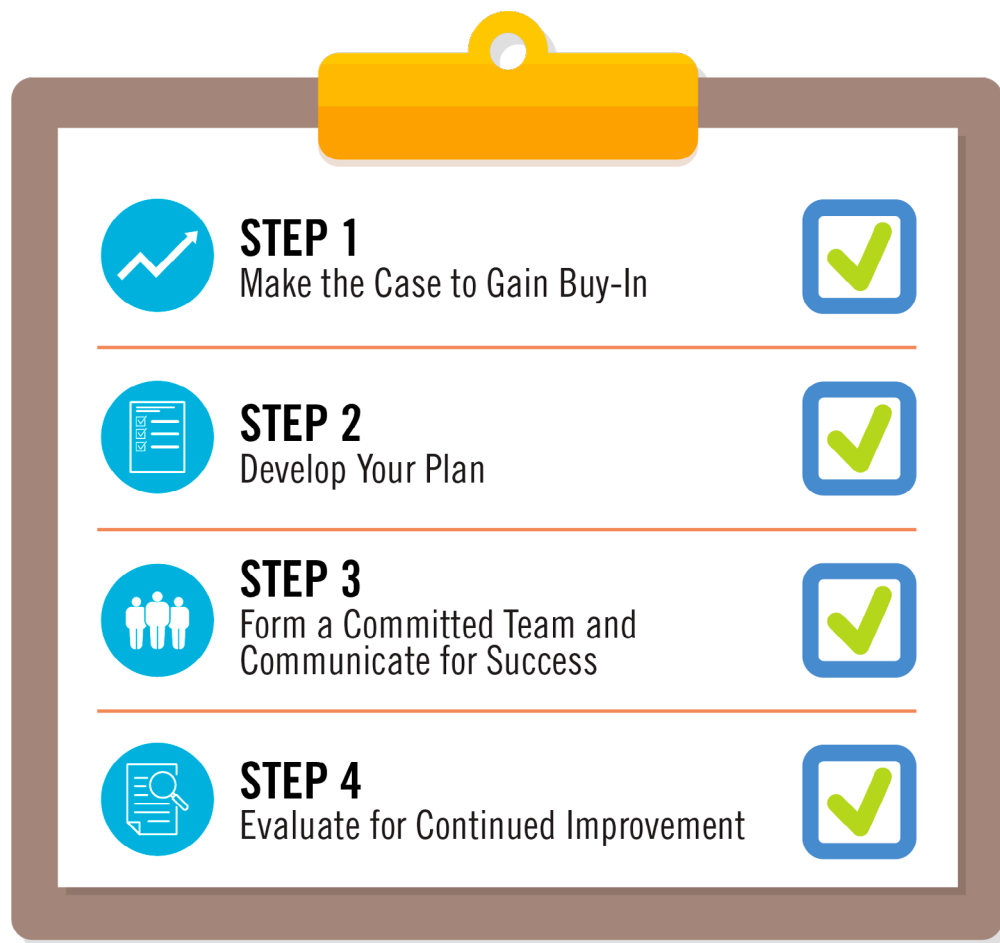 STEP 1
Make the Case to Gain Buy-In
STEP 2
Develop Your Plan
STEP 3
Form a Committed Team and
Communicate for Success
STEP 4
Evaluate for Continued Improvement